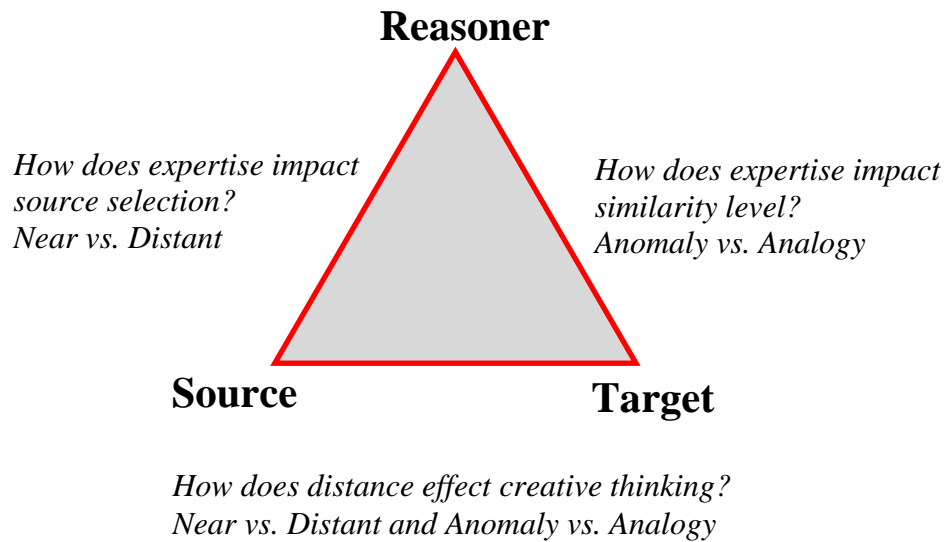 Reasoner
How does expertise impact
source selection?
Near vs. Distant
How does expertise impact
similarity level?
Anomaly vs. Analogy
Source
Target
How does distance effect creative thinking?
Near vs. Distant and Anomaly vs. Analogy